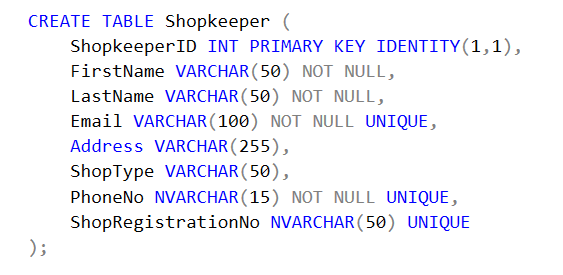 CREATE TABLE Shopkeeper (
ShopkeeperID INT PRIMARY KEY IDENTITY(1,1),
FirstName VARCHAR(50) NOT NULL,
LastName VARCHAR(50) NOT NULL,
Email VARCHAR(100) NOT NULL UNIQUE,
Address VARCHAR(255),
ShopType VARCHAR(50),
PhoneNo NVARCHAR(15) NOT NULL UNIQUE,
ShopRegistrationNo NVARCHAR(50) UNIQUE
);